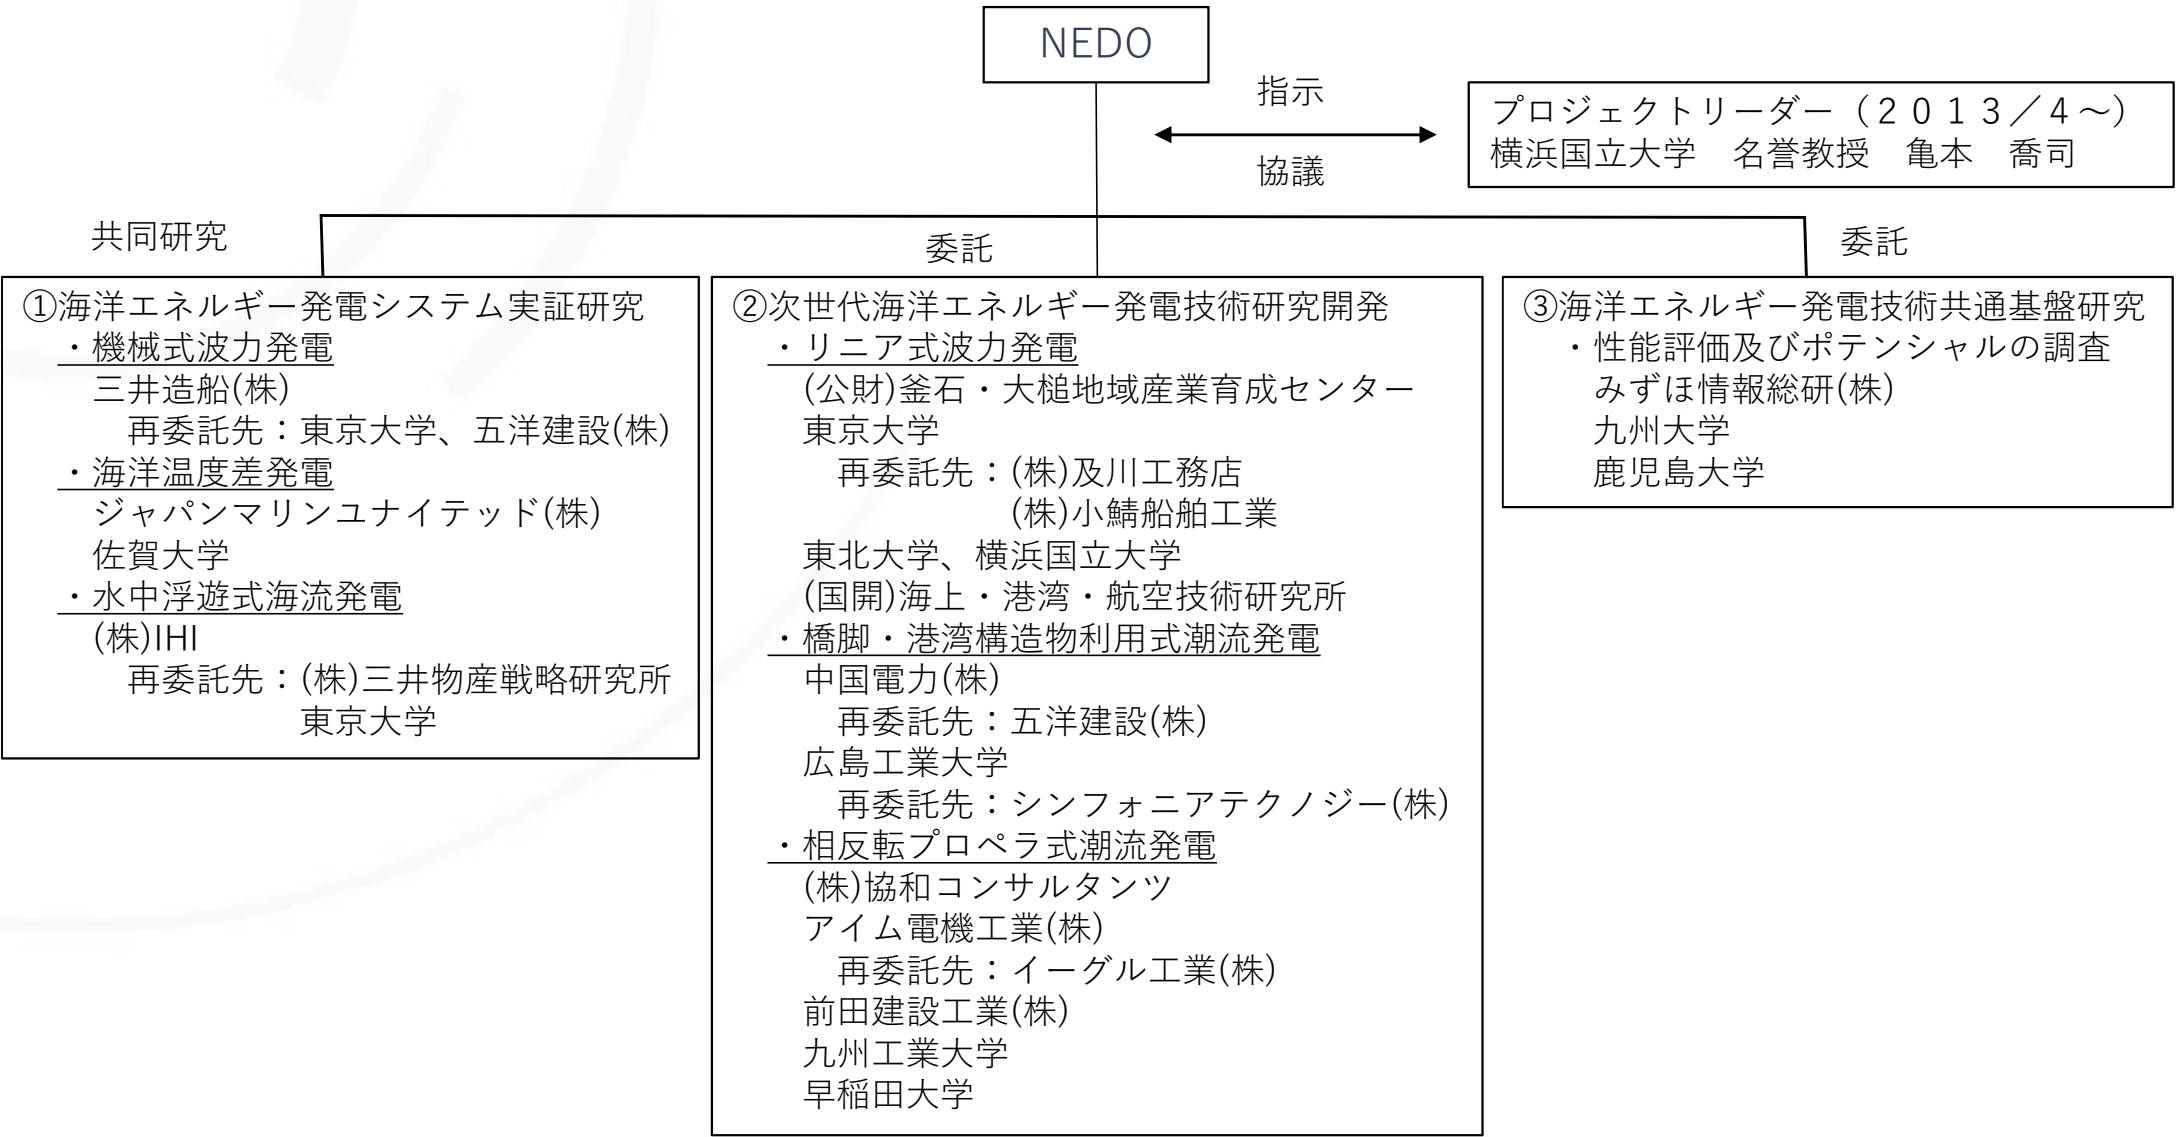 NEDO
指示
協議
プロジェクトリーダー（２０１３／４～）
横浜国立大学　名誉教授　亀本　喬司
共同研究
委託
委託
①海洋エネルギー発電システム実証研究
・機械式波力発電
三井造船(株)
再委託先：東京大学、五洋建設(株)
・海洋温度差発電
ジャパンマリンユナイテッド(株)
佐賀大学
・水中浮遊式海流発電
(株)IHI
再委託先：(株)三井物産戦略研究所
東京大学
②次世代海洋エネルギー発電技術研究開発
・リニア式波力発電
(公財)釜石・大槌地域産業育成センター
東京大学
再委託先：(株)及川工務店
(株)小鯖船舶工業
東北大学、横浜国立大学
(国開)海上・港湾・航空技術研究所
・橋脚・港湾構造物利用式潮流発電
中国電力(株)
再委託先：五洋建設(株)
広島工業大学
再委託先：シンフォニアテクノジー(株)
・相反転プロペラ式潮流発電
(株)協和コンサルタンツ
アイム電機工業(株)
再委託先：イーグル工業(株)
前田建設工業(株)
九州工業大学
早稲田大学
③海洋エネルギー発電技術共通基盤研究
・性能評価及びポテンシャルの調査
みずほ情報総研(株)
九州大学
鹿児島大学